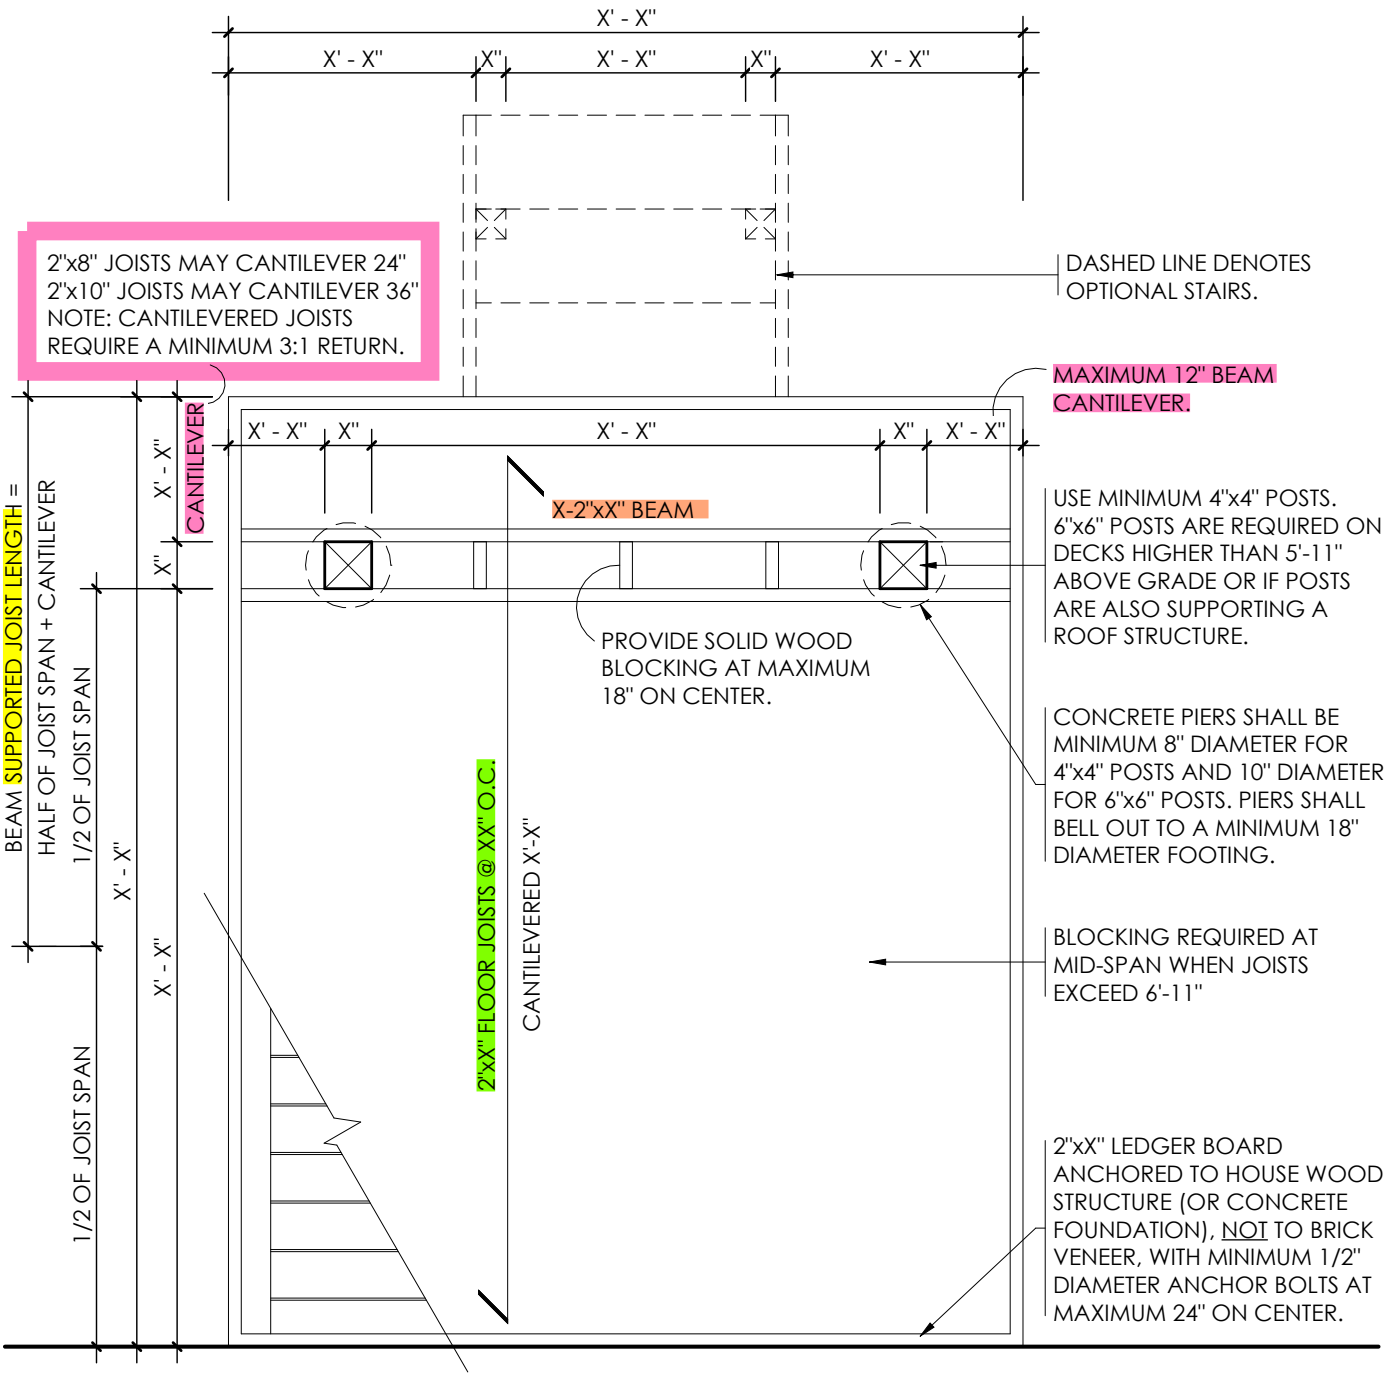 X' - X"
X' - X"
X"
X' - X"
X"
X' - X"
2"x8" JOISTS MAY CANTILEVER 24"
2"x10" JOISTS MAY CANTILEVER 36"
NOTE: CANTILEVERED JOISTS
REQUIRE A MINIMUM 3:1 RETURN.
DASHED LINE DENOTES
OPTIONAL STAIRS.
MAXIMUM 12" BEAM
CANTILEVER.
X' - X"
X"
X' - X"
X"
X' - X"
CANTILEVER
X' - X"
X"
X-2"xX" BEAM
USE MINIMUM 4"x4" POSTS.
6"x6" POSTS ARE REQUIRED ON
DECKS HIGHER THAN 5'-11"
ABOVE GRADE OR IF POSTS
ARE ALSO SUPPORTING A
ROOF STRUCTURE.
BEAM SUPPORTED JOIST LENGTH =
HALF OF JOIST SPAN + CANTILEVER
1/2 OF JOIST SPAN
X' - X"
X' - X"
1/2 OF JOIST SPAN
PROVIDE SOLID WOOD
BLOCKING AT MAXIMUM
18" ON CENTER.
2"xX" FLOOR JOISTS @ XX" O.C.
CANTILEVERED X'-X"
CONCRETE PIERS SHALL BE
MINIMUM 8" DIAMETER FOR
4"x4" POSTS AND 10" DIAMETER
FOR 6"x6" POSTS. PIERS SHALL
BELL OUT TO A MINIMUM 18"
DIAMETER FOOTING.
BLOCKING REQUIRED AT
MID-SPAN WHEN JOISTS
EXCEED 6'-11"
2"xX" LEDGER BOARD
ANCHORED TO HOUSE WOOD
STRUCTURE (OR CONCRETE
FOUNDATION), NOT TO BRICK
VENEER, WITH MINIMUM 1/2"
DIAMETER ANCHOR BOLTS AT
MAXIMUM 24" ON CENTER.